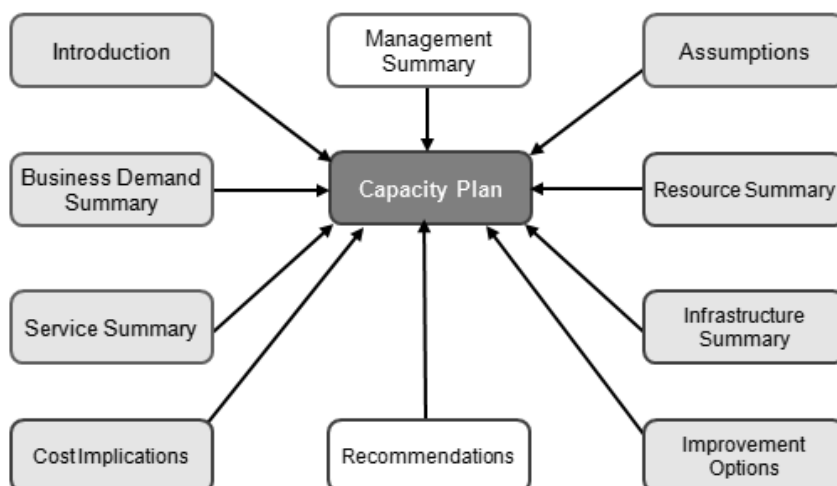 Introduction
Management
Summary
Assumptions
Business Demand
Summary
Capacity Plan
Resource Summary
Service Summary
Infrastructure
Summary
Cost Implications
Recommendations
Improvement
Options